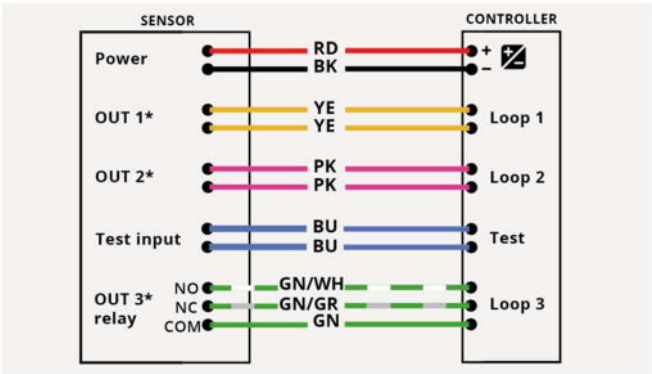 SENSOR
CONTROLLER
Power
RD
BK
+
–
OUT 1*
YE
YE
Loop 1
OUT 2*
PK
PK
Loop 2
Test input
BU
BU
Test
OUT 3*
relay
NO
NC
COM
GN/WH
GN/GR
GN
Loop 3